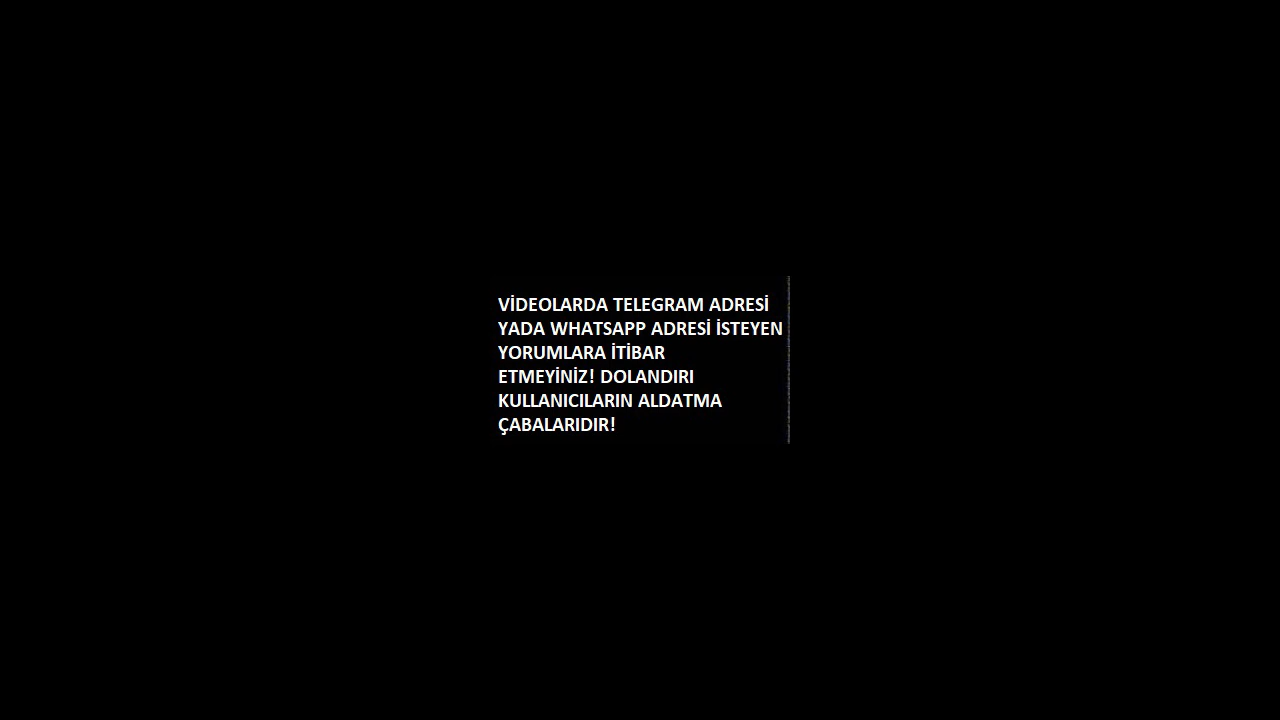 VİDEOLARDA TELEGRAM ADRESİ
YADA WHATSAPP ADRESİ İSTEYEN
YORUMLARA İTİBAR
ETMEYİNİZ! DOLANDIRI
KULLANICILARIN ALDATMA
ÇABALARIDIR!